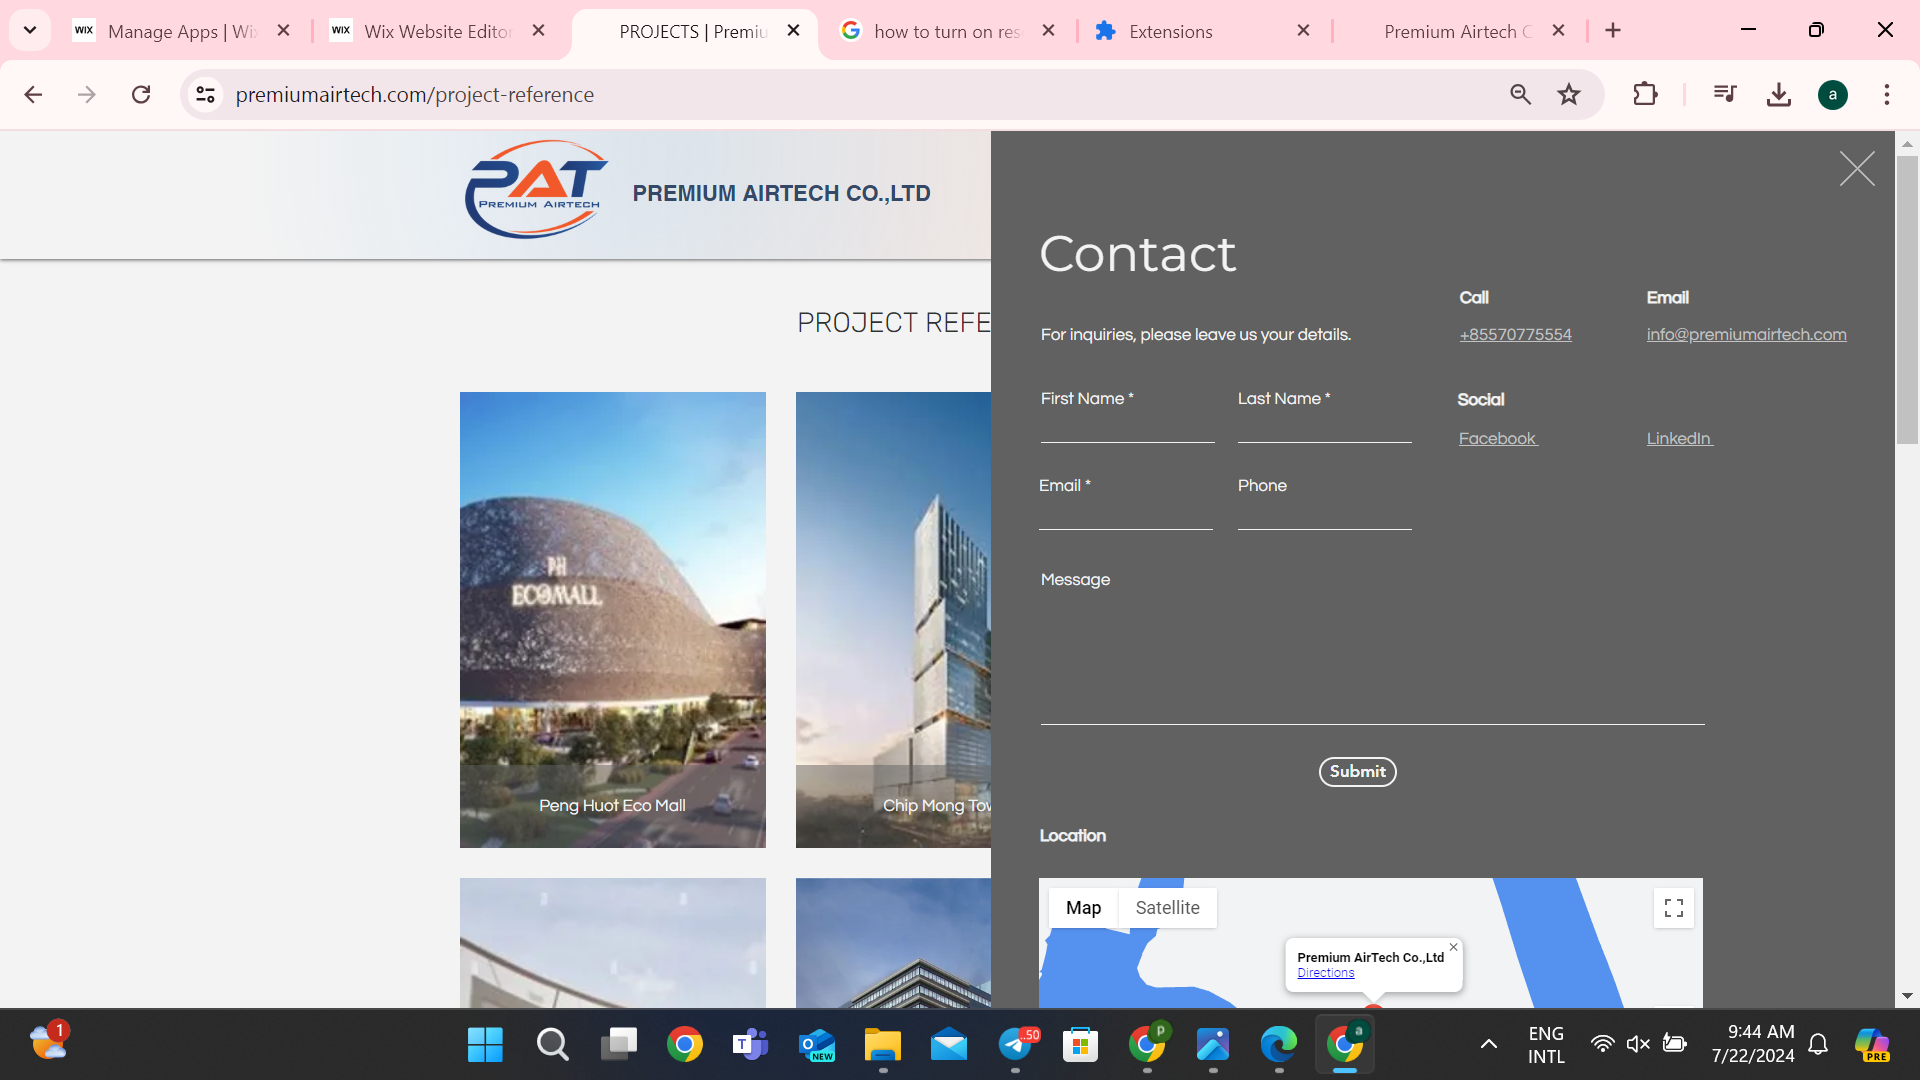 WIX Manage Apps | Wi
WIX Wix Website Editor
PROJECTS | Premiu
how to turn on res
Extensions
Premium Airtech C
premiumairtech.com/project-reference
a
PAT
PREMIUM AIRTECH
PREMIUM AIRTECH CO.,LTD
PROJECT REFE
PH
ECOMALL
Peng Huot Eco Mall
Chip Mong Tow
Contact
For inquiries, please leave us your details.
Call
+85570775554
Email
info@premiumairtech.com
First Name *
Last Name *
Social
Facebook
LinkedIn
Email *
Phone
Message
Submit
Location
Map
Satellite
Premium AirTech Co.,Ltd
Directions
1
NEW
..50
p
a
ENG
INTL
9:44 AM
7/22/2024
PRE